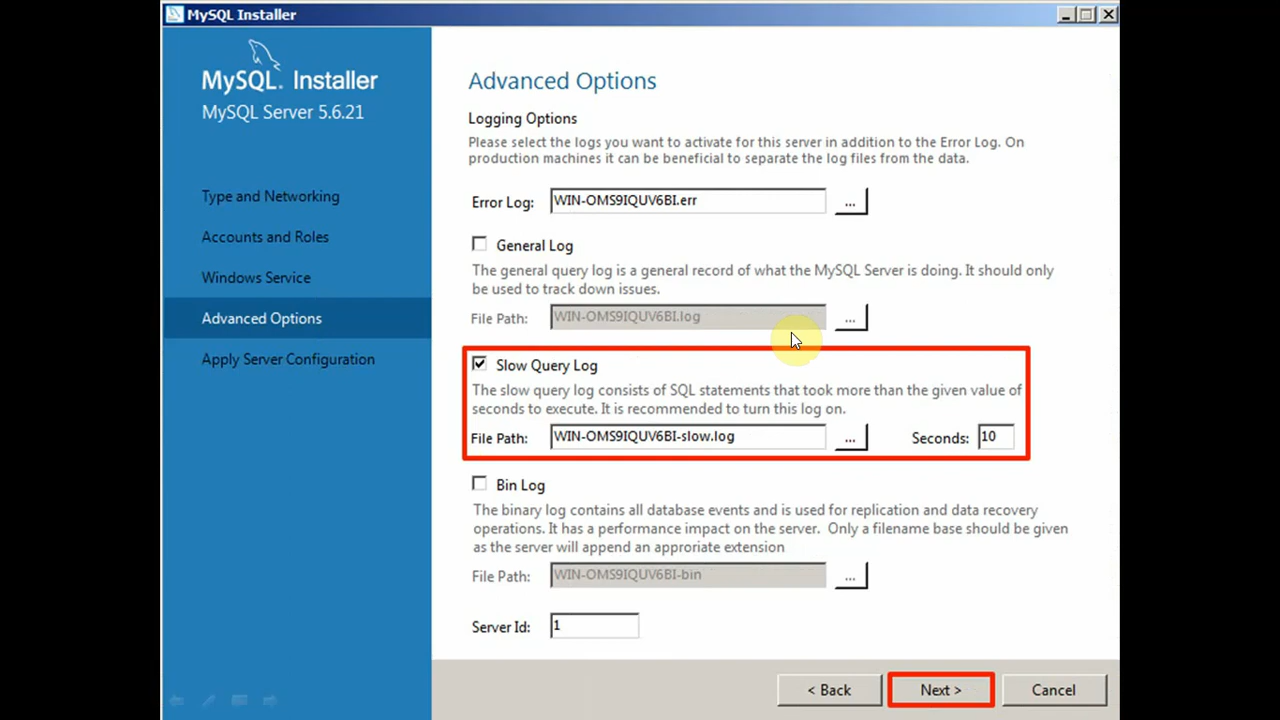 MySQL Installer
MySQL. Installer
MySQL Server 5.6.21
Type and Networking
Accounts and Roles
Windows Service
Advanced Options
Apply Server Configuration
Advanced Options
Logging Options
Please select the logs you want to activate for this server in addition to the Error Log. On
production machines it can be beneficial to separate the log files from the data.
Error Log: WIN-OMS9IQUV6BI.err ...
General Log
The general query log is a general record of what the MySQL Server is doing. It should only
be used to track down issues.
File Path: WIN-OMS9IQUV6BI.log ...
Slow Query Log
The slow query log consists of SQL statements that took more than the given value of
seconds to execute. It is recommended to turn this log on.
File Path: WIN-OMS9IQUV6BI-slow.log ... Seconds: 10
Bin Log
The binary log contains all database events and is used for replication and data recovery
operations. It has a performance impact on the server. Only a filename base should be given
as the server will append an approriate extension
File Path: WIN-OMS9IQUV6BI-bin ...
Server Id: 1
< Back Next > Cancel